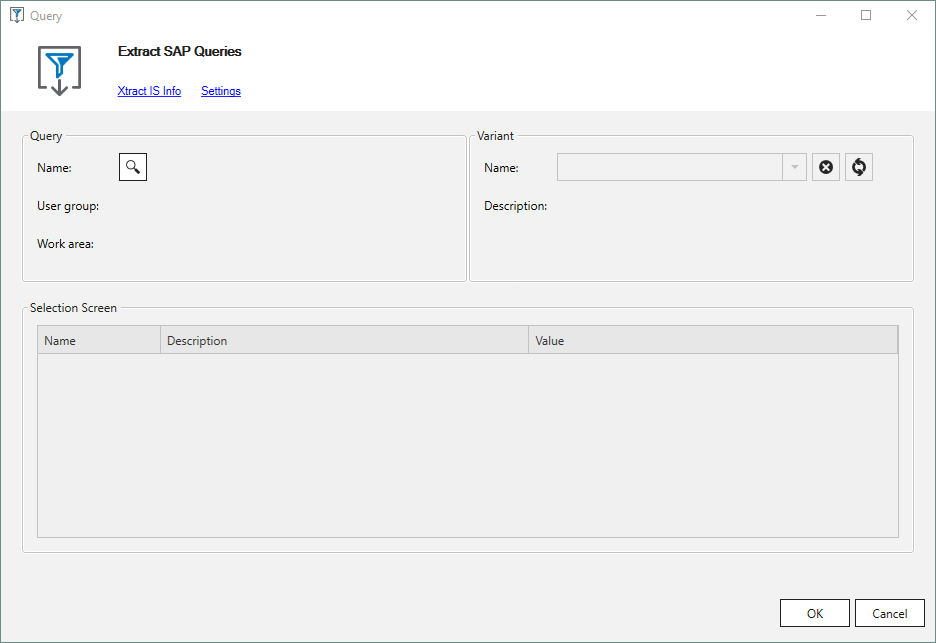 Query
Extract SAP Queries
Xtract IS Info Settings
Query
Name:
User group:
Work area:
Variant
Name:
Description:
Selection Screen
Name Description Value
OK Cancel